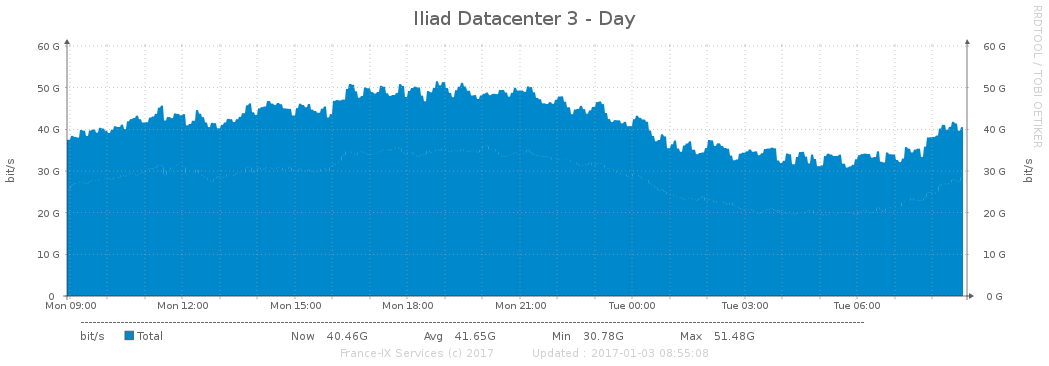 Iliad Datacenter 3 - Day
RRDTOOL / TOBI OETIKER
bit/s
60 G
50 G
40 G
30 G
20 G
10 G
0
60 G
50 G
40 G
30 G
20 G
10 G
0 G
bit/s
Mon 09:00 Mon 12:00 Mon 15:00 Mon 18:00 Mon 21:00 Tue 00:00 Tue 03:00 Tue 06:00
bit/s Total Now 40.46G Avg 41.65G Min 30.78G Max 51.48G
France-IX Services (c) 2017 Updated : 2017-01-03 08:55:08